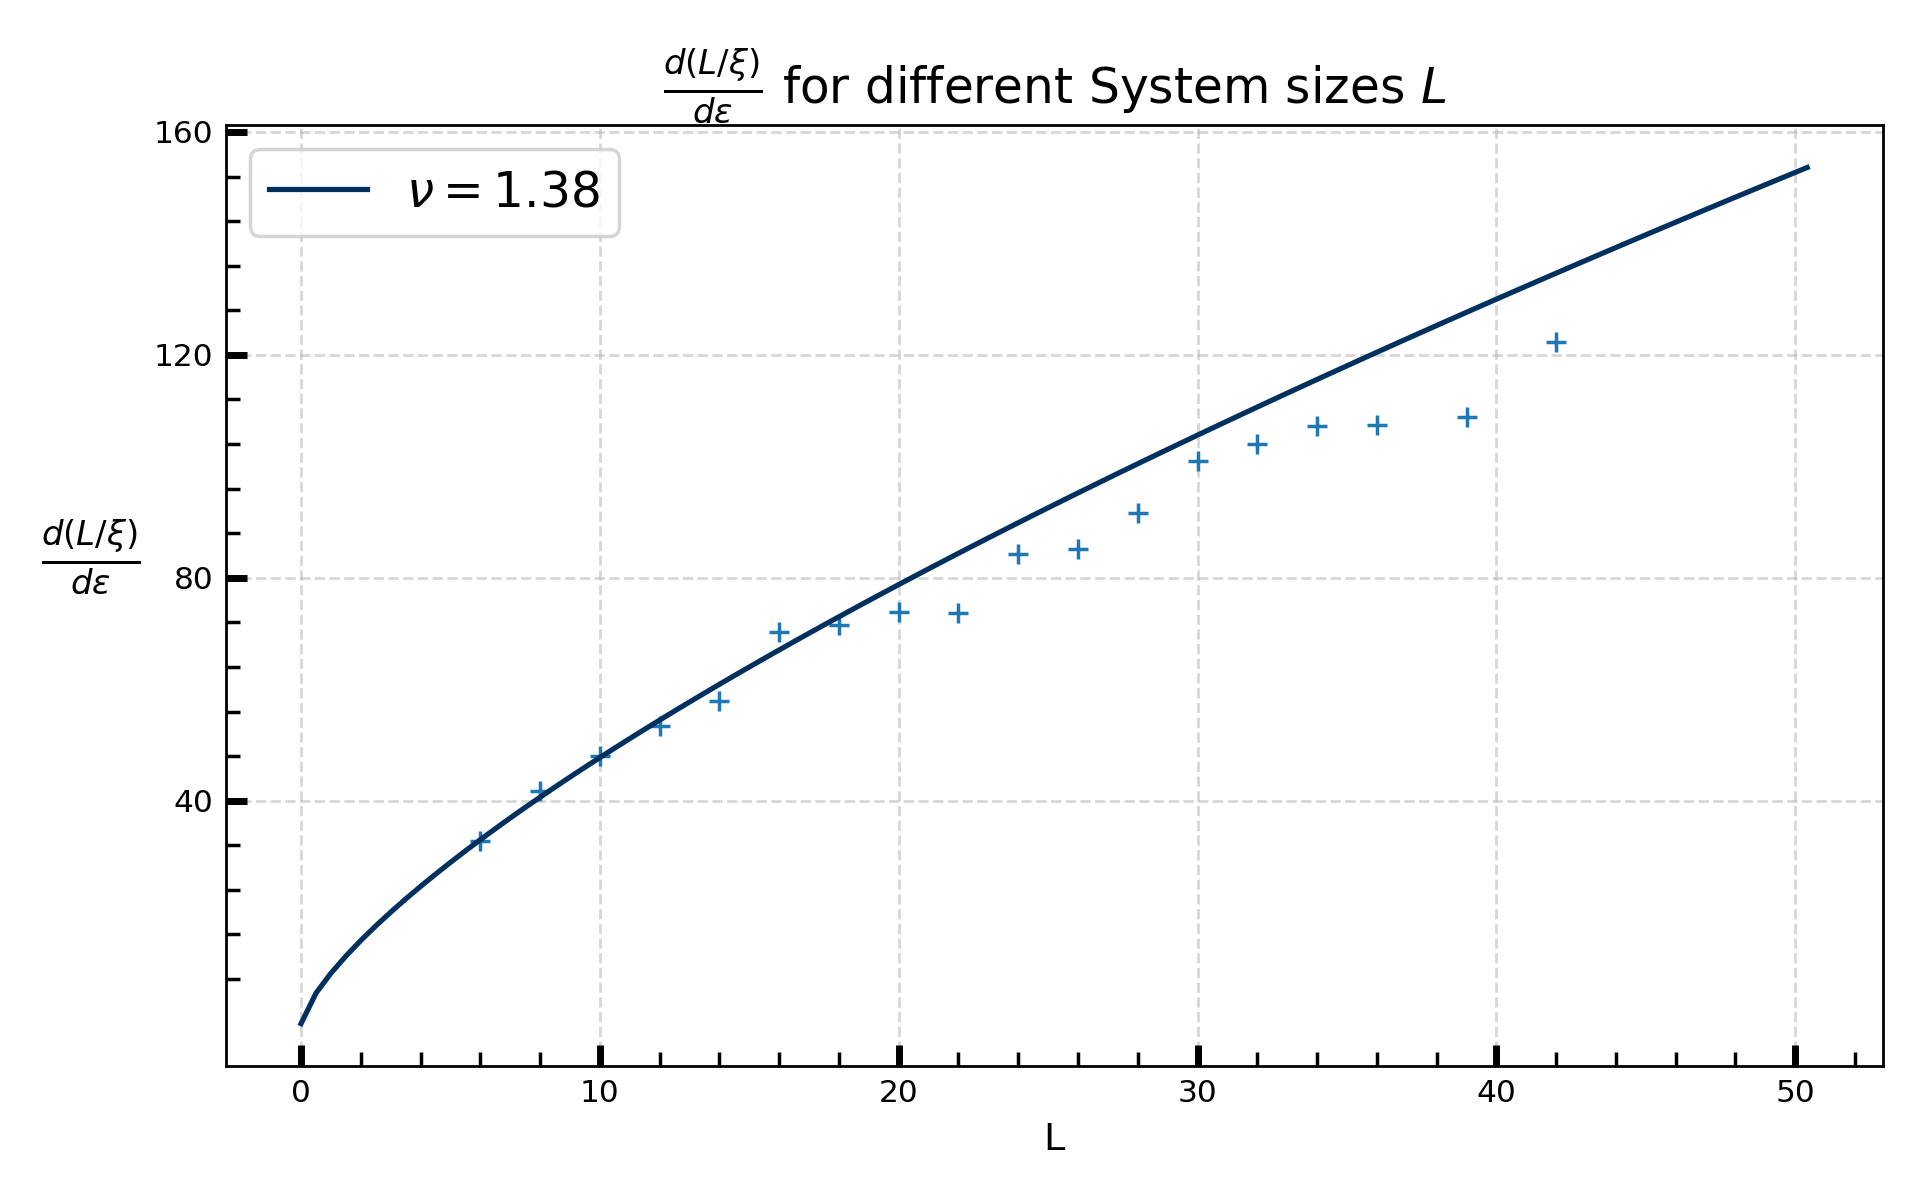 d(L/ξ)/dε for different System sizes L
ν = 1.38
160
120
80
40
d(L/ξ)/dε
0 10 20 30 40 50
L